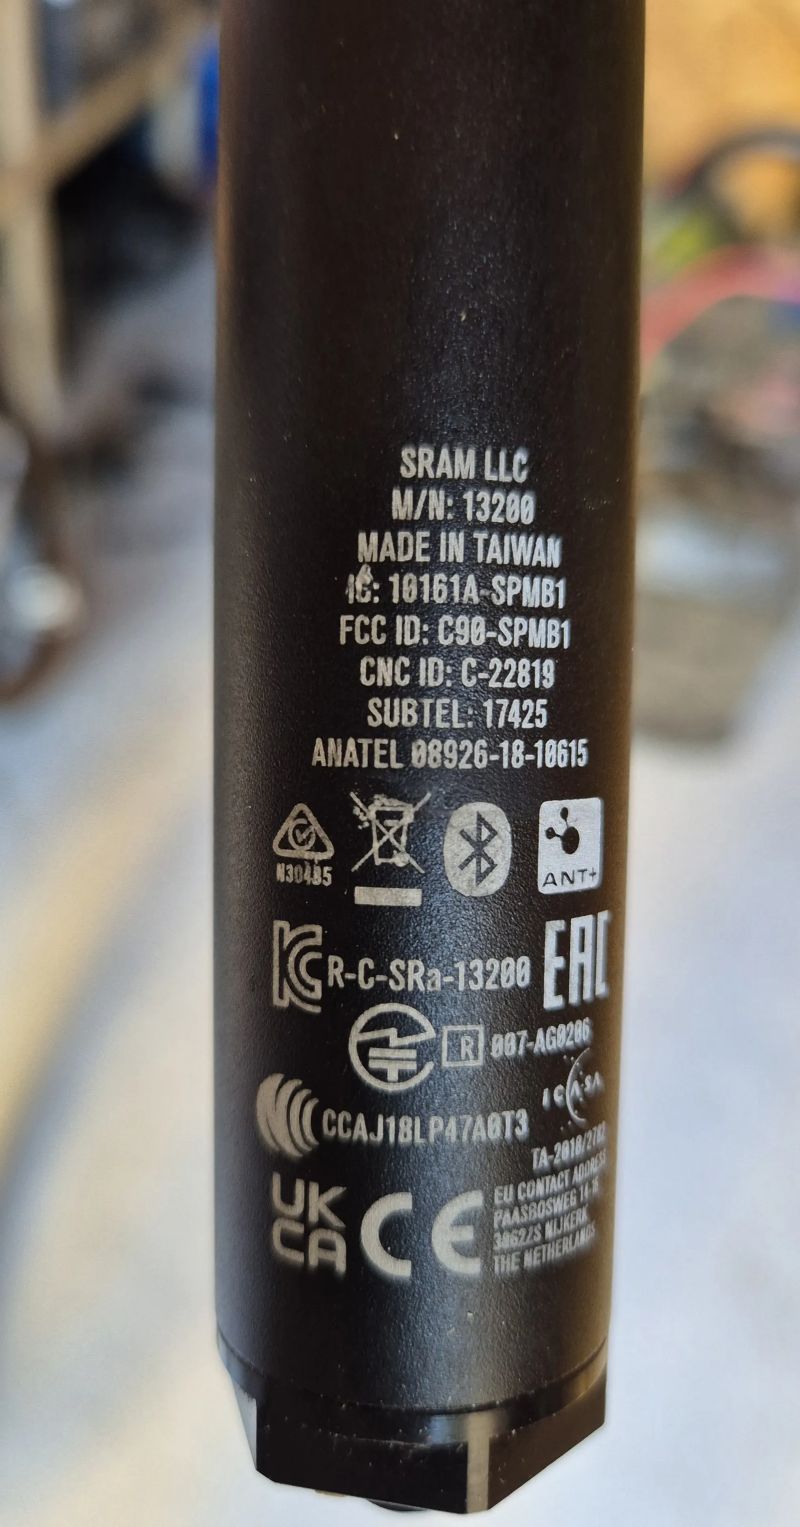 SRAM LLC
M/N: 13200
MADE IN TAIWAN
IC: 10161A-SPMB1
FCC ID: C90-SPMB1
CNC ID: C-22819
SUBTEL: 17425
ANATEL 08926-18-10615
N30485
ANT+
R-C-SRa-13200
EAC
R 007-AG0206
ICASA
CCAJ18LP47A0T3
EU CONTACT ADDRESS
PAASBOSWEG 14-16
NIJKERK
THE NETHERLANDS
UK
CA
CE